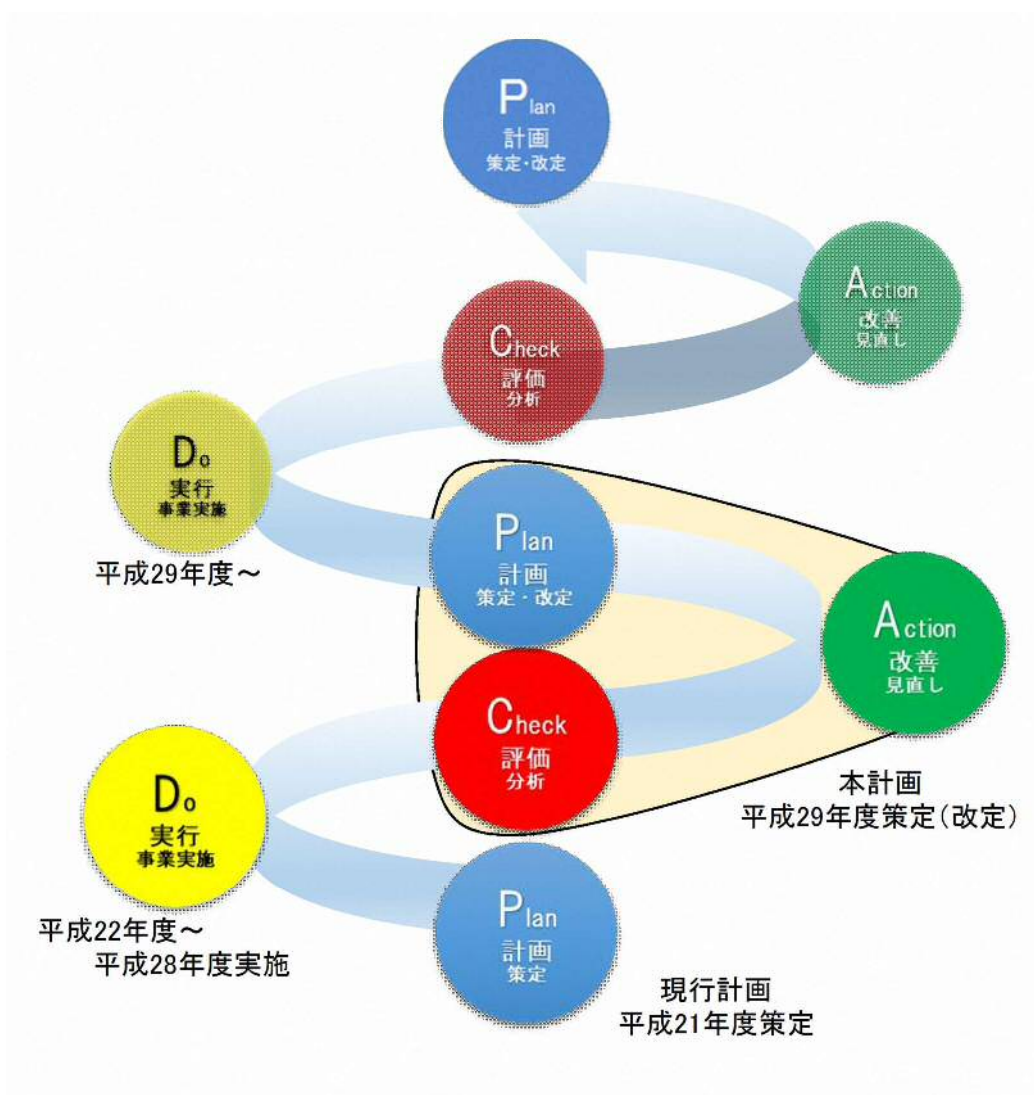 Plan
計画
策定・改定
Action
改善
見直し
Check
評価
分析
Do
実行
事業実施
平成29年度～
Plan
計画
策定・改定
Action
改善
見直し
Check
評価
分析
本計画
平成29年度策定(改定)
Do
実行
事業実施
平成22年度～
平成28年度実施
Plan
計画
策定
現行計画
平成21年度策定